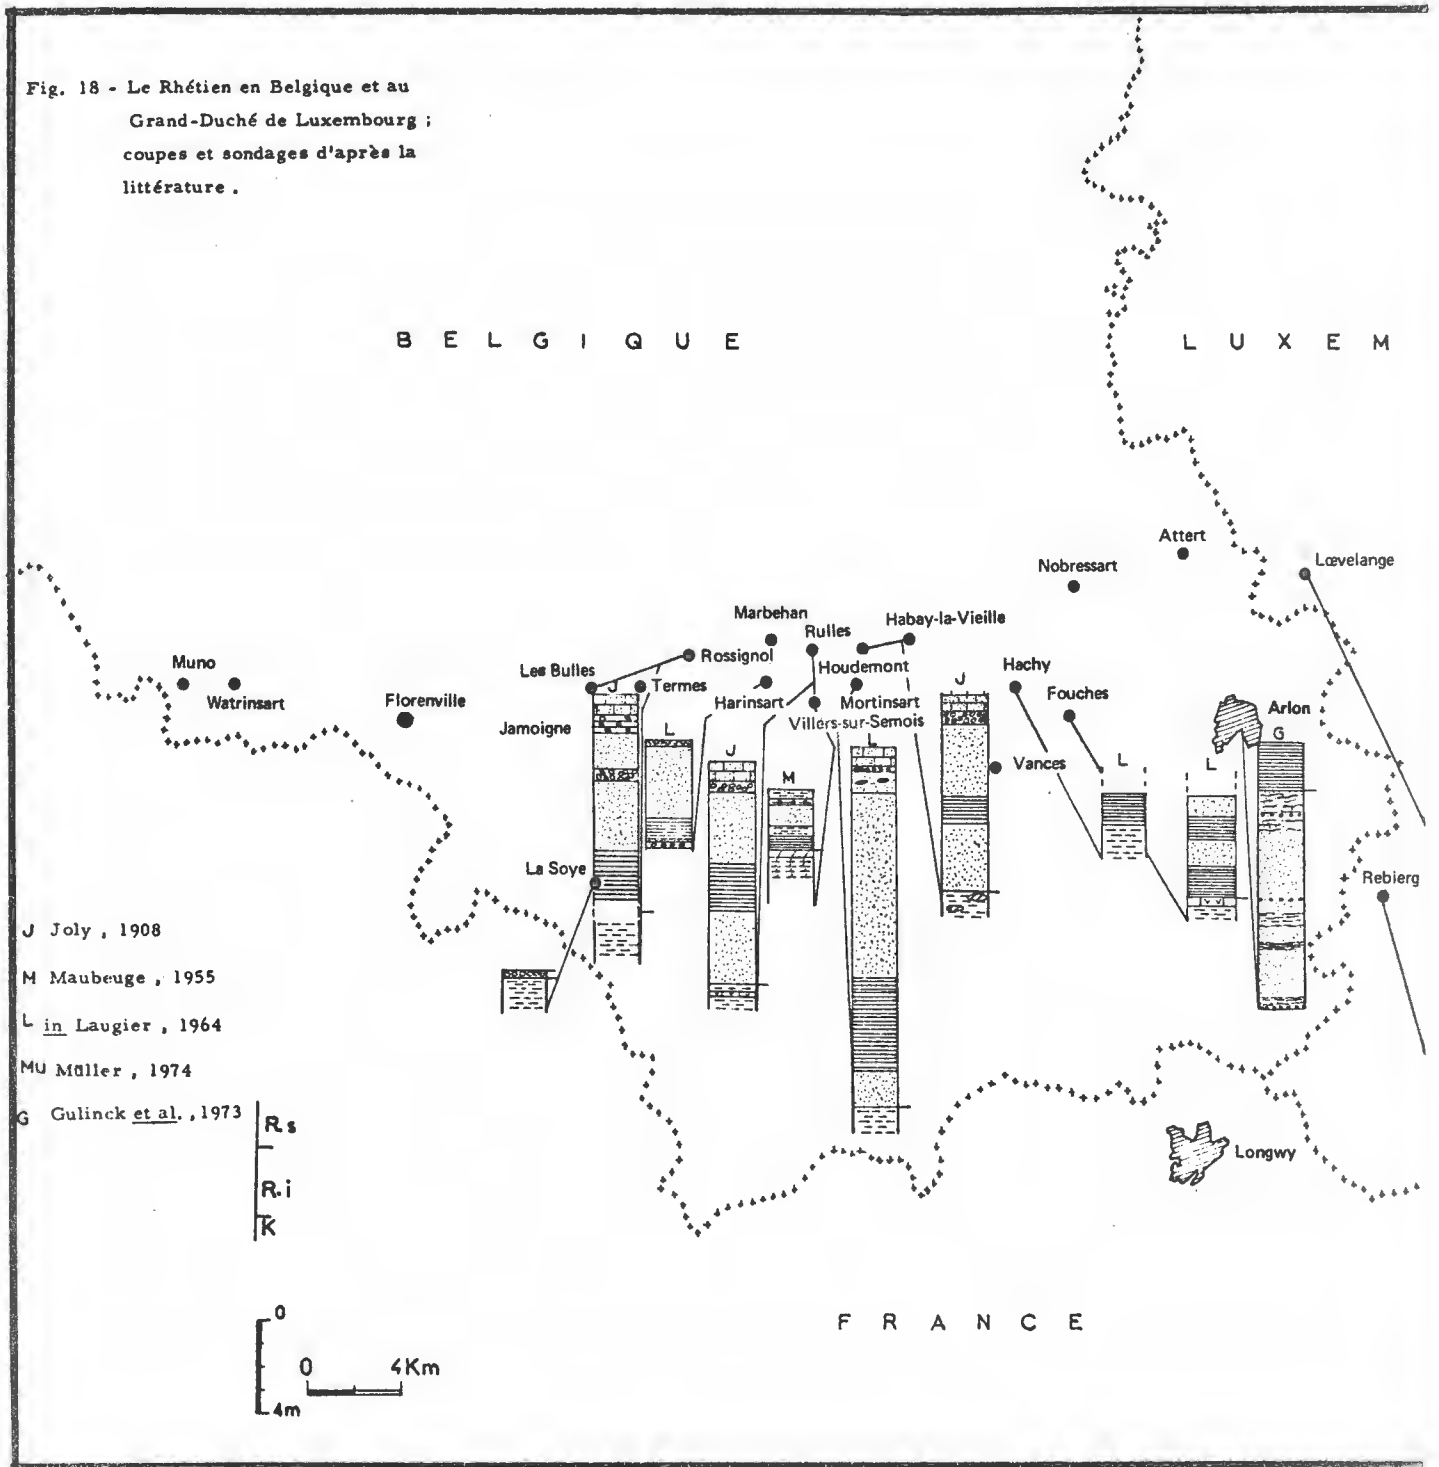 Fig. 18 - Le Rhétien en Belgique et au
Grand-Duché de Luxembourg ;
coupes et sondages d'après la
littérature .
BELGIQUE
LUXEM
Attert
Nobressart
Lœvelange
Marbehan
Rulles
Habay-la-Vieille
Muno
Les Bulles
Rossignol
Houdemont
Hachy
Watrinsart
Florenville
J
Termes
Harinsart
Mortinsart
J
Fouches
Arlon
Jamoigne
L
Villers-sur-Semois
G
J
L
Vances
L
L
M
La Soye
Rebierg
J Joly , 1908
M Maubeuge , 1955
L in Laugier , 1964
MU Müller , 1974
G Gulinck et al. , 1973
R.s
R.i
K
Longwy
FRANCE
0
4m
0 4Km